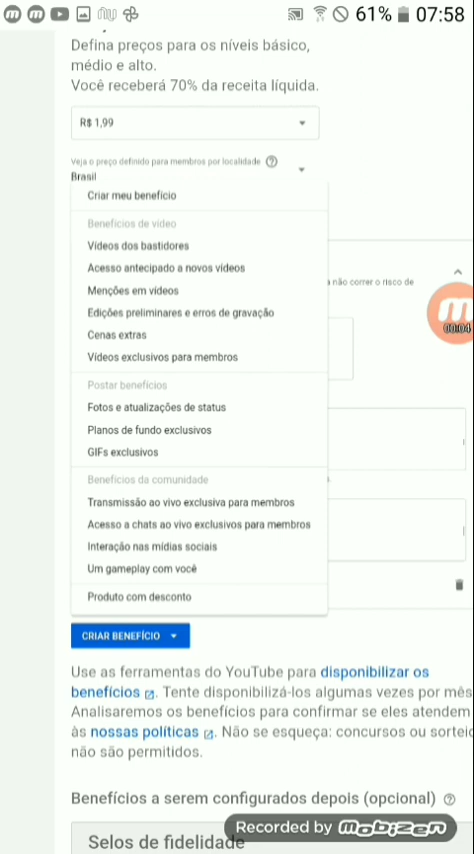 61% 07:58
Defina preços para os níveis básico,
médio e alto.
Você receberá 70% da receita líquida.
R$ 1,99
Veja o preço definido para membros por localidade
Brasil
Criar meu benefício
Benefícios de vídeo
Vídeos dos bastidores
Acesso antecipado a novos vídeos
Menções em vídeos
a não correr o risco de
Edições preliminares e erros de gravação
00:04
Cenas extras
Vídeos exclusivos para membros
Postar benefícios
Fotos e atualizações de status
Planos de fundo exclusivos
GIFs exclusivos
Benefícios da comunidade
Transmissão ao vivo exclusiva para membros
Acesso a chats ao vivo exclusivos para membros
Interação nas mídias sociais
Um gameplay com você
Produto com desconto
CRIAR BENEFÍCIO
Use as ferramentas do YouTube para disponibilizar os
benefícios. Tente disponibilizá-los algumas vezes por mês
Analisaremos os benefícios para confirmar se eles atendem
às nossas políticas. Não se esqueça: concursos ou sorteio
não são permitidos.
Benefícios a serem configurados depois (opcional)
Selos de fidelidade
Recorded by mobizen